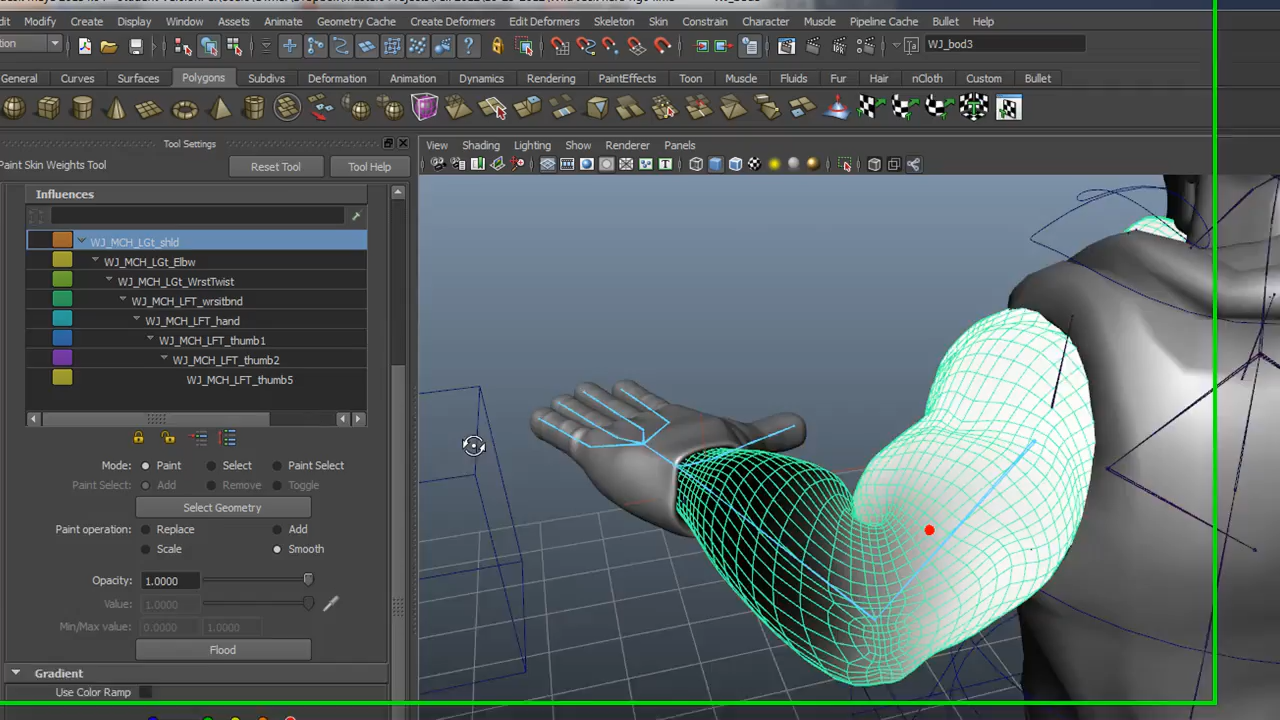 Modify Create Display Window Assets Animate Geometry Cache Create Deformers Edit Deformers Skeleton Skin Constrain Character Muscle Pipeline Cache Bullet Help
WJ_bod3
General Curves Surfaces Polygons Subdivs Deformation Animation Dynamics Rendering PaintEffects Toon Muscle Fluids Fur Hair nCloth Custom Bullet
Tool Settings
Paint Skin Weights Tool Reset Tool Tool Help
View Shading Lighting Show Renderer Panels
Influences
WJ_MCH_LGt_shld
WJ_MCH_LGt_Elbw
WJ_MCH_LGt_WrstTwist
WJ_MCH_LFT_wrsitbnd
WJ_MCH_LFT_hand
WJ_MCH_LFT_thumb1
WJ_MCH_LFT_thumb2
WJ_MCH_LFT_thumb5
Mode: Paint Select Paint Select
Paint Select: Add Remove Toggle
Select Geometry
Paint operation: Replace Add
Scale Smooth
Opacity: 1.0000
Value: 1.0000
Min/Max value: 0.0000 1.0000
Flood
Gradient
Use Color Ramp